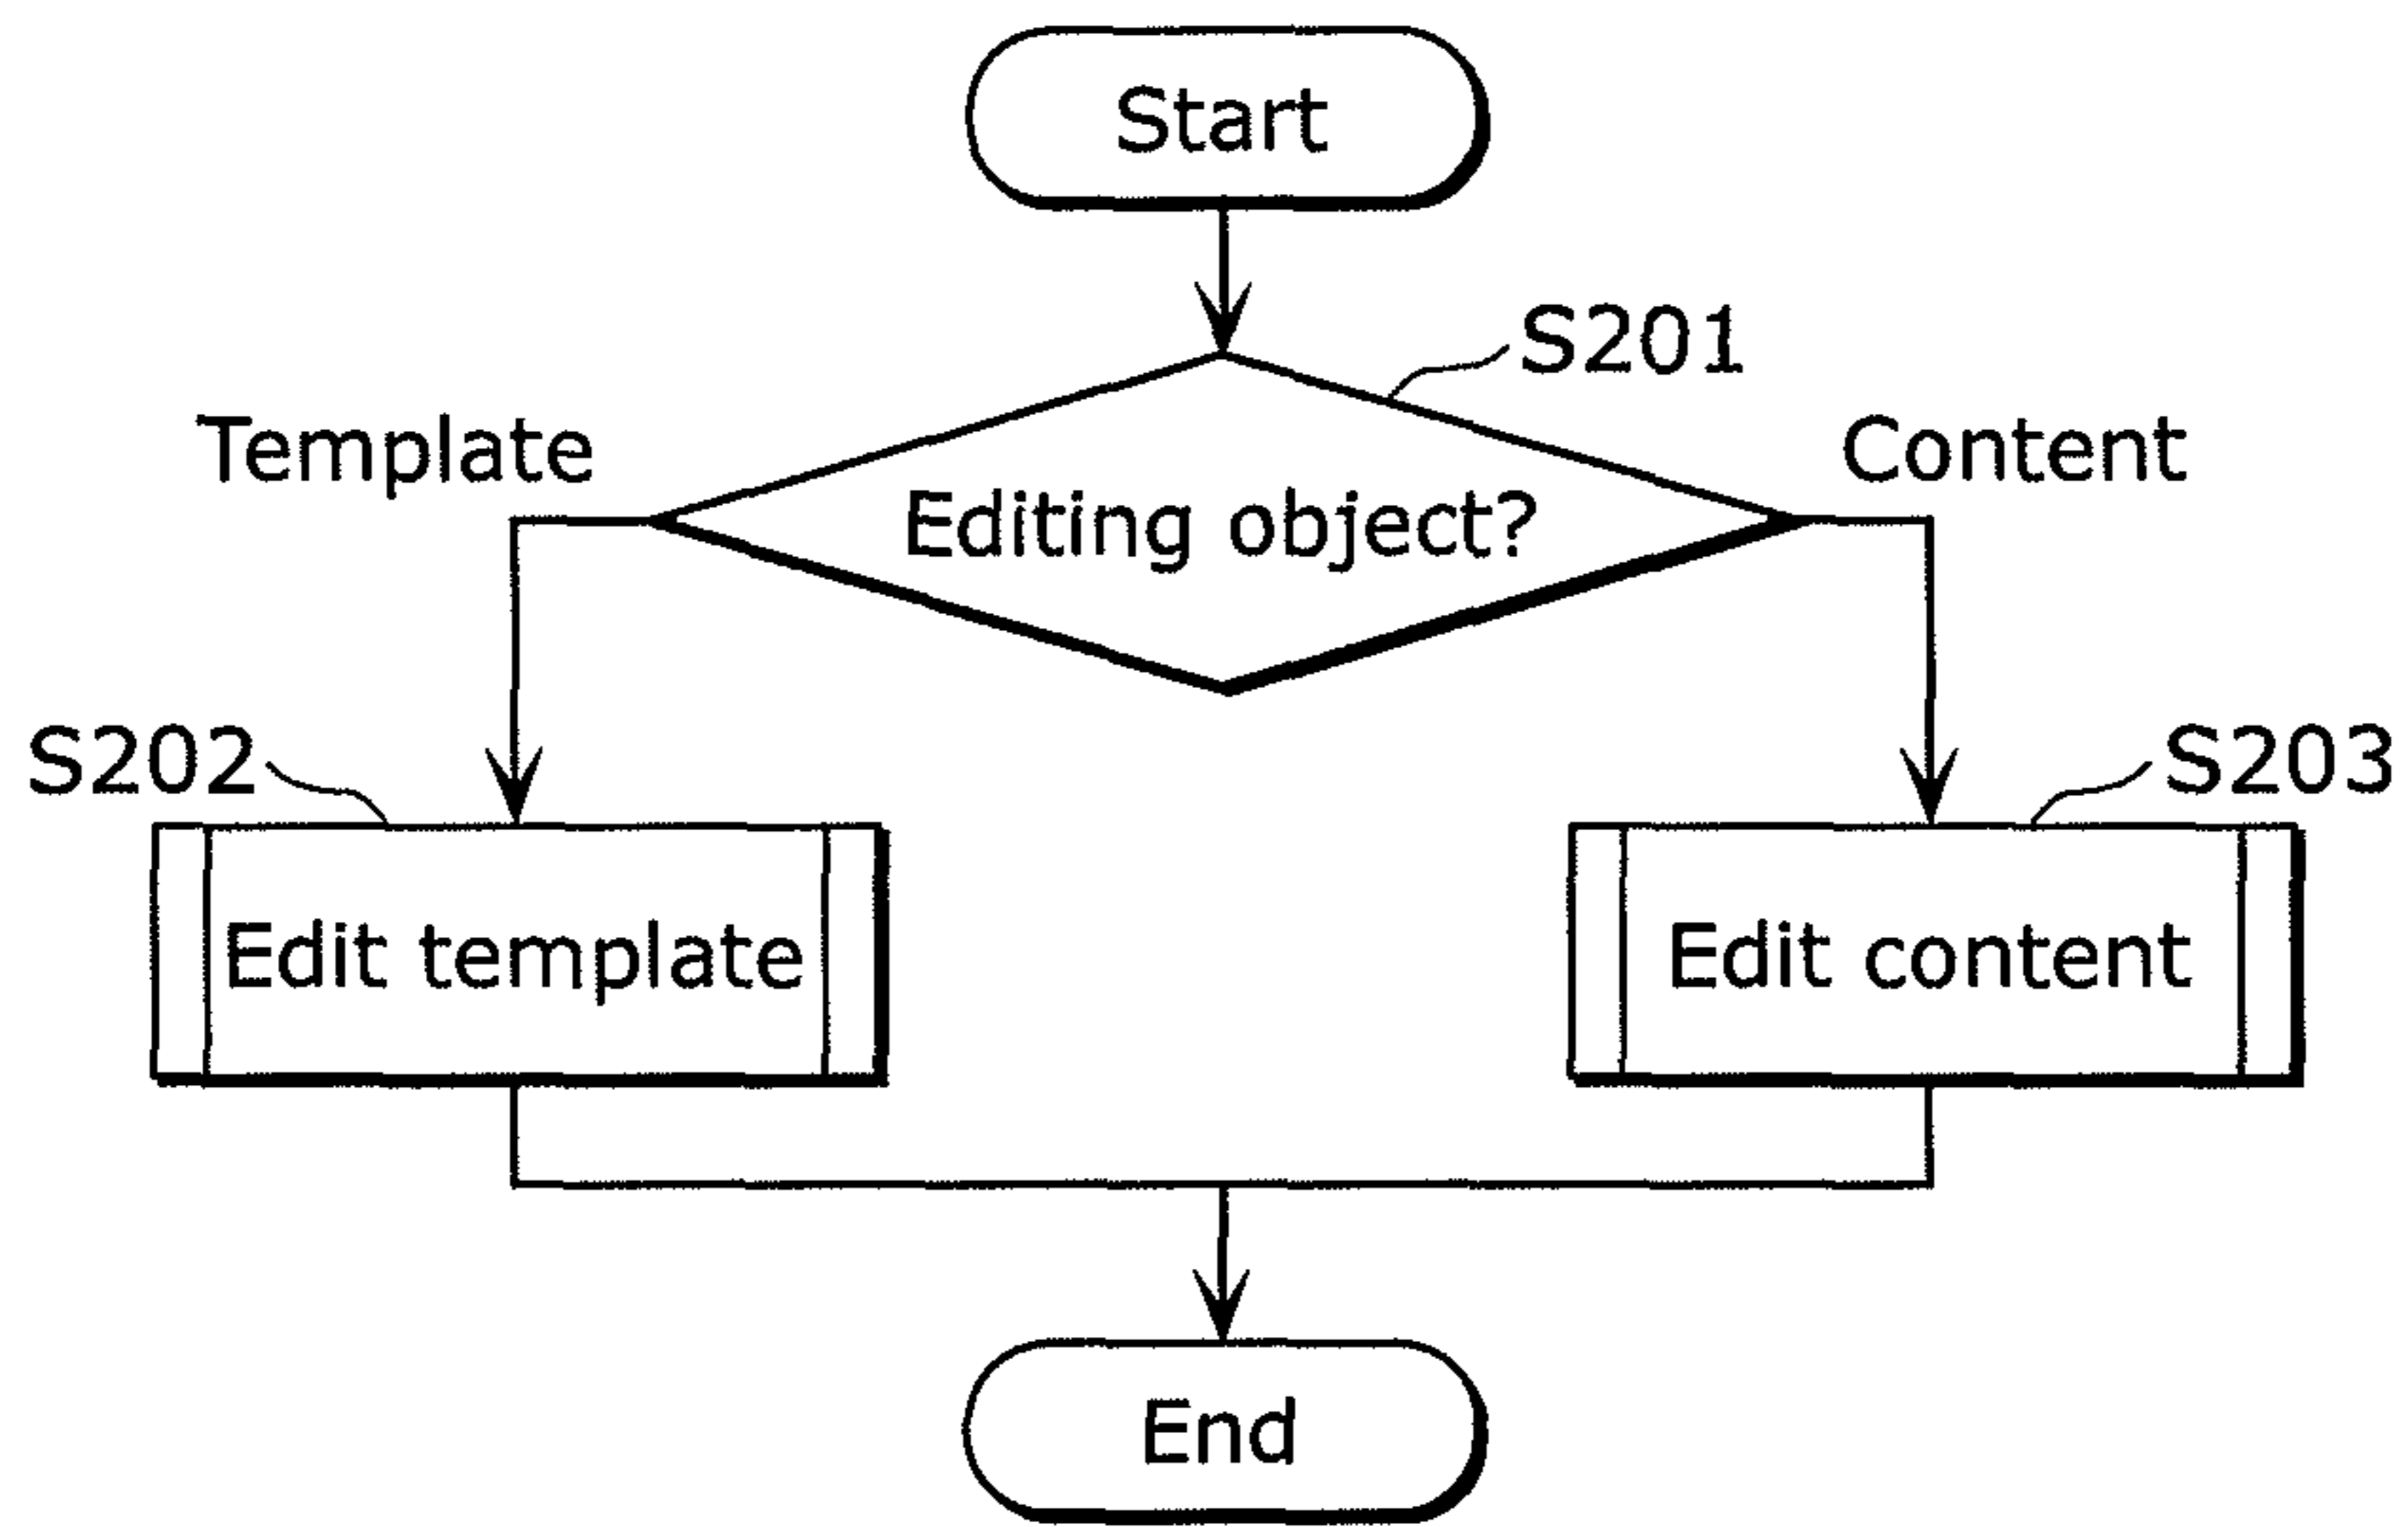 Start
S201
Template
Content
Editing object?
S202
S203
Edit template
Edit content
End